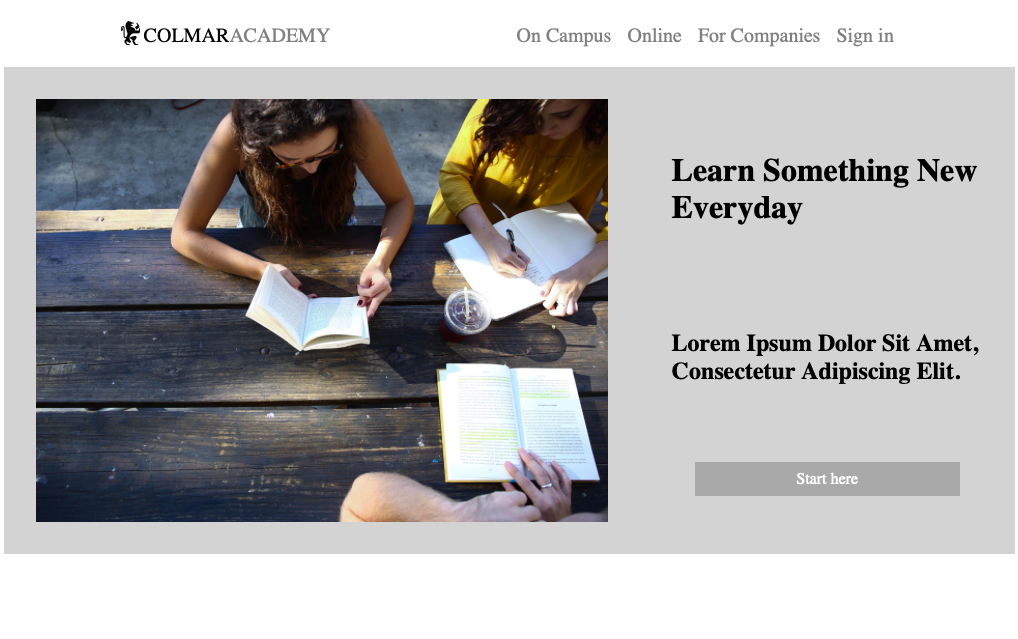 COLMARACADEMY
On Campus Online For Companies Sign in
Learn Something New
Everyday
Lorem Ipsum Dolor Sit Amet,
Consectetur Adipiscing Elit.
Start here